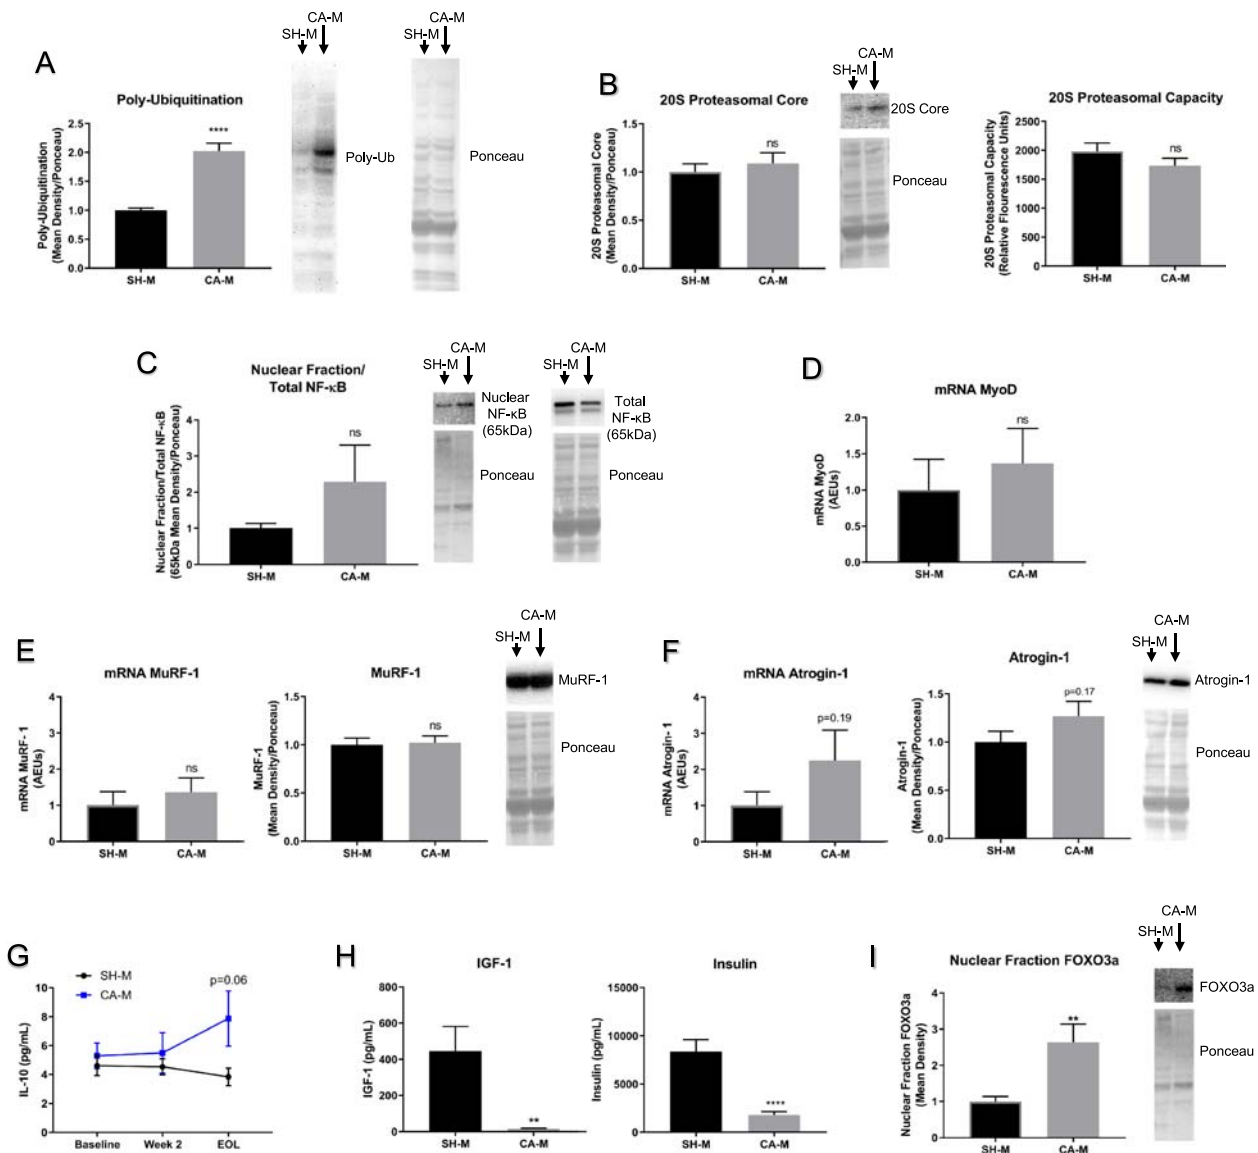 A
Poly-Ubiquitination
Poly-Ubiquitination
(Mean Density/Ponceau)
2.5
2.0
1.5
1.0
0.5
0.0
****
SH-M
CA-M
CA-M
SH-M
Poly-Ub
CA-M
SH-M
Ponceau
B
20S Proteasomal Core
20S Proteasomal Core
(Mean Density/Ponceau)
1.5
1.0
0.5
0.0
ns
SH-M
CA-M
CA-M
SH-M
20S Core
Ponceau
20S Proteasomal Capacity
20S Proteasomal Capacity
(Relative Flourescence Units)
2500
2000
1500
1000
500
0
ns
SH-M
CA-M
C
Nuclear Fraction/
Total NF-κB
Nuclear Fraction/Total NF-κB
(65kDa Mean Density/Ponceau)
5
4
3
2
1
0
ns
SH-M
CA-M
CA-M
SH-M
Nuclear
NF-κB
(65kDa)
Ponceau
CA-M
SH-M
Total
NF-κB
(65kDa)
Ponceau
D
mRNA MyoD
mRNA MyoD
(AEUs)
2.0
1.5
1.0
0.5
0.0
ns
SH-M
CA-M
E
mRNA MuRF-1
mRNA MuRF- 1
(AEUs)
4
3
2
1
0
ns
SH-M
CA-M
MuRF-1
MuRF-1
(Mean Density/Ponceau)
1.5
1.0
0.5
0.0
ns
SH-M
CA-M
CA-M
SH-M
MuRF-1
Ponceau
F
mRNA Atrogin-1
mRNA Atrogin- 1
(AEUs)
4
3
2
1
0
p=0.19
SH-M
CA-M
Atrogin-1
Atrogin-1
(Mean Density/Ponceau)
1.5
1.0
0.5
0.0
p=0.17
SH-M
CA-M
CA-M
SH-M
Atrogin-1
Ponceau
G
SH-M
CA-M
IL-10 (pg/mL)
10
8
6
4
2
0
p=0.06
Baseline
Week 2
EOL
H
IGF-1
IGF-1 (pg/mL)
800
600
400
200
0
**
SH-M
CA-M
Insulin
Insulin (pg/mL)
15000
10000
5000
0
****
SH-M
CA-M
I
Nuclear Fraction FOXO3a
Nuclear Fraction FOXO3a
(Mean Density)
4
3
2
1
0
**
SH-M
CA-M
CA-M
SH-M
FOXO3a
Ponceau